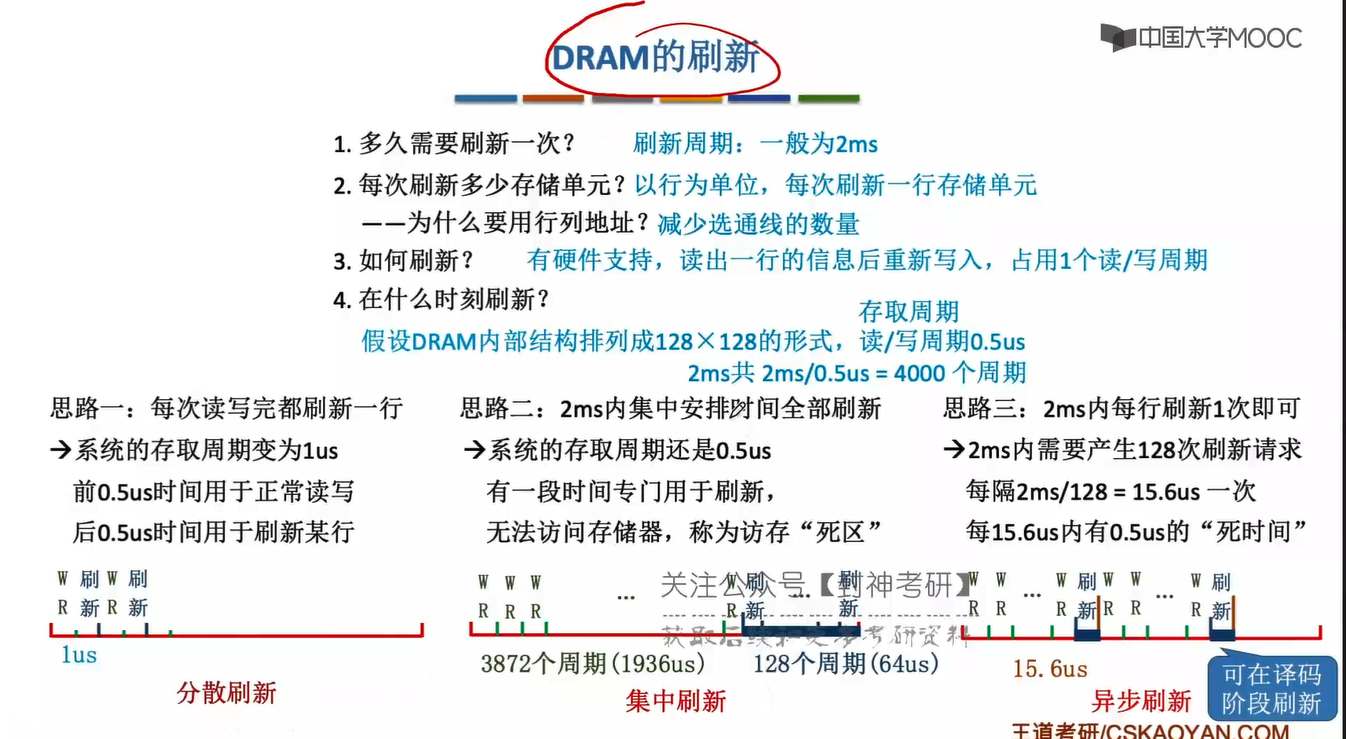 DRAM的刷新
中国大学MOOC
1. 多久需要刷新一次？ 刷新周期：一般为2ms
2. 每次刷新多少存储单元？以行为单位，每次刷新一行存储单元
——为什么要用行列地址？减少选通线的数量
3. 如何刷新？ 有硬件支持，读出一行的信息后重新写入，占用1个读/写周期
4. 在什么时刻刷新？
存取周期
假设DRAM内部结构排列成128×128的形式，读/写周期0.5us
2ms共 2ms/0.5us = 4000 个周期
思路一：每次读写完都刷新一行
→系统的存取周期变为1us
前0.5us时间用于正常读写
后0.5us时间用于刷新某行
W 刷 W 刷
R 新 R 新
1us
分散刷新
思路二：2ms内集中安排时间全部刷新
→系统的存取周期还是0.5us
有一段时间专门用于刷新，
无法访问存储器，称为访存“死区”
W W W ... W 刷 ... 刷
R R R R 新 新
关注公众号【封神考研】
获取后续和更多考研资料
3872个周期(1936us) 128个周期(64us)
集中刷新
思路三：2ms内每行刷新1次即可
→2ms内需要产生128次刷新请求
每隔2ms/128 = 15.6us 一次
每15.6us内有0.5us的“死时间”
W W ... W 刷 W W ... W 刷
R R R 新 R R R 新
15.6us
异步刷新
可在译码
阶段刷新
王道考研/CSKAOYAN.COM